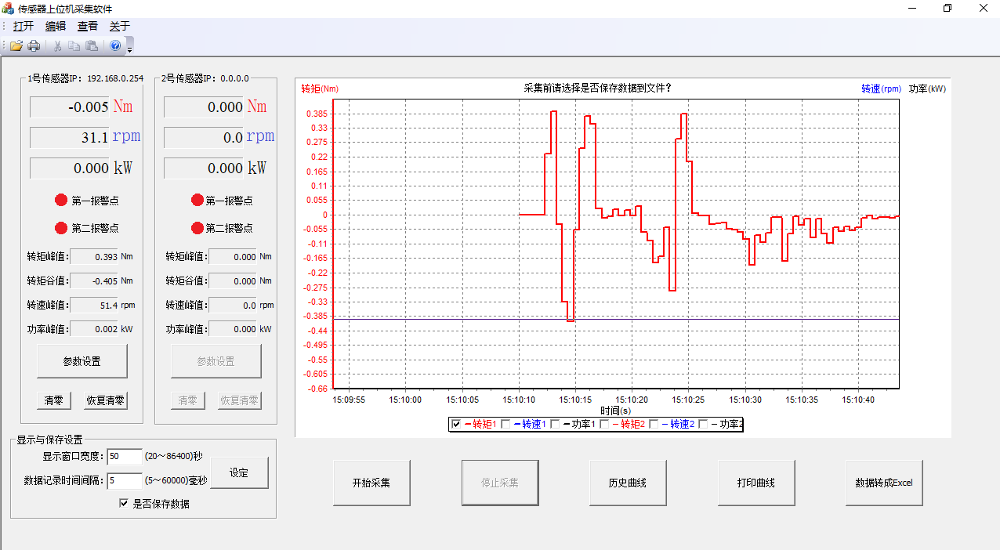 传感器上位机采集软件
打开 编辑 查看 关于
1号传感器IP：192.168.0.254
-0.005 Nm
31.1 rpm
0.000 kW
第一报警点
第二报警点
转矩峰值: 0.393 Nm
转矩谷值: -0.405 Nm
转速峰值: 51.4 rpm
功率峰值: 0.002 kW
参数设置
清零 恢复清零
2号传感器IP：0.0.0.0
0.000 Nm
0.0 rpm
0.000 kW
第一报警点
第二报警点
转矩峰值: 0.000 Nm
转矩谷值: 0.000 Nm
转速峰值: 0.0 rpm
功率峰值: 0.000 kW
参数设置
清零 恢复清零
显示与保存设置
显示窗口宽度: 50 (20～86400)秒
数据记录时间间隔: 5 (5～60000)毫秒
设定
是否保存数据
转矩(Nm) 采集前请选择是否保存数据到文件? 转速(rpm) 功率(kW)
0.385
0.33
0.275
0.22
0.165
0.11
0.055
0
-0.055
-0.11
-0.165
-0.22
-0.275
-0.33
-0.385
-0.44
-0.495
-0.55
-0.605
-0.66
15:09:55 15:10:00 15:10:05 15:10:10 15:10:15 15:10:20 15:10:25 15:10:30 15:10:35 15:10:40
时间(s)
转矩1 转速1 功率1 转矩2 转速2 功率2
开始采集 停止采集 历史曲线 打印曲线 数据转成Excel